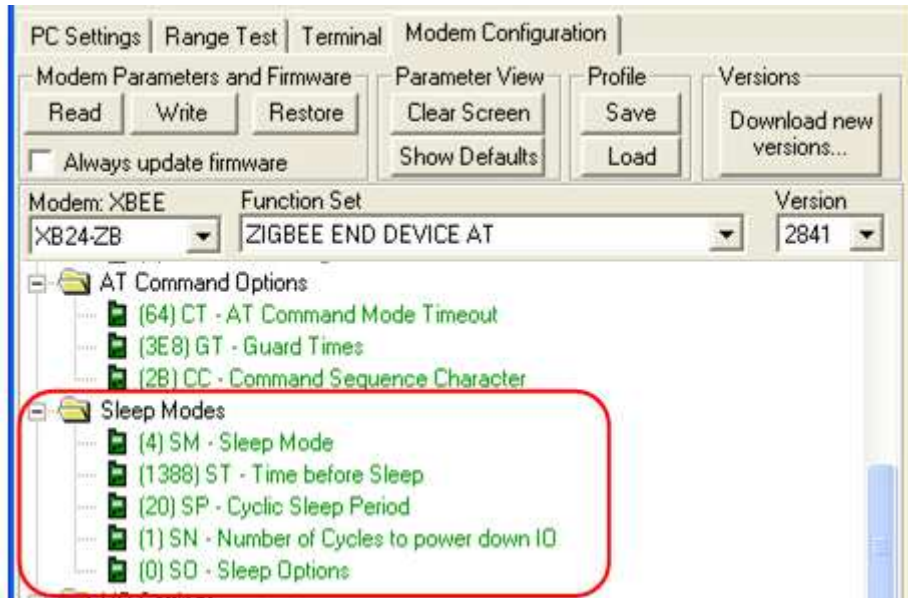 PC Settings Range Test Terminal Modem Configuration
Modem Parameters and Firmware Parameter View Profile Versions
Read Write Restore Clear Screen Save Download new versions...
Always update firmware Show Defaults Load
Modem: XBEE Function Set Version
XB24-ZB ZIGBEE END DEVICE AT 2841
AT Command Options
(64) CT - AT Command Mode Timeout
(3E8) GT - Guard Times
(2B) CC - Command Sequence Character
Sleep Modes
(4) SM - Sleep Mode
(1388) ST - Time before Sleep
(20) SP - Cyclic Sleep Period
(1) SN - Number of Cycles to power down IO
(0) SO - Sleep Options